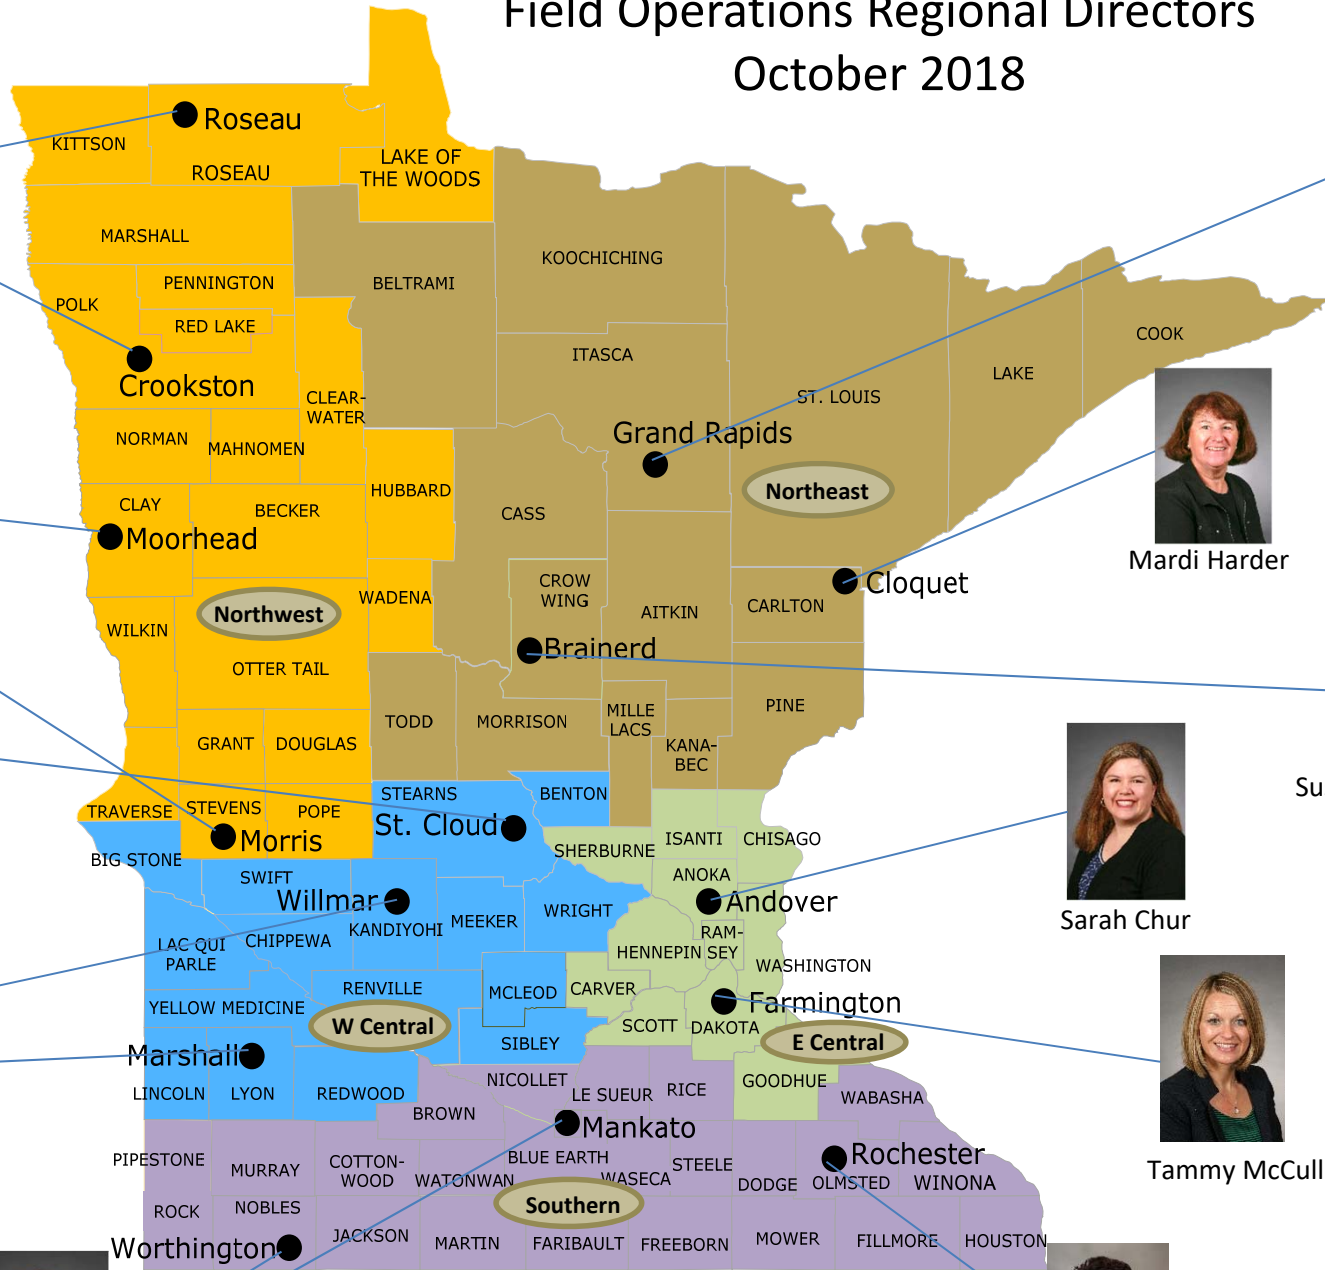 Field Operations Regional Directors
October 2018
Roseau
KITTSON
ROSEAU
LAKE OF
THE WOODS
MARSHALL
KOOCHICHING
PENNINGTON
BELTRAMI
POLK
RED LAKE
COOK
ITASCA
LAKE
Crookston
CLEAR-
WATER
ST. LOUIS
NORMAN
MAHNOMEN
Grand Rapids
HUBBARD
Northeast
CLAY
BECKER
CASS
Moorhead
Mardi Harder
Cloquet
CROW
WING
WADENA
CARLTON
Northwest
AITKIN
WILKIN
Brainerd
OTTER TAIL
TODD
MORRISON
MILLE
LACS
PINE
GRANT
DOUGLAS
KANA-
BEC
Su
STEARNS
BENTON
TRAVERSE
STEVENS
POPE
St. Cloud
Morris
ISANTI
CHISAGO
SHERBURNE
BIG STONE
SWIFT
ANOKA
Willmar
Andover
MEEKER
WRIGHT
Sarah Chur
KANDIYOHI
RAM-
SEY
CHIPPEWA
LAC QUI
PARLE
HENNEPIN
WASHINGTON
RENVILLE
MCLEOD
CARVER
YELLOW MEDICINE
Farmington
W Central
SCOTT
DAKOTA
E Central
SIBLEY
Marshall
NICOLLET
GOODHUE
LINCOLN
LYON
REDWOOD
LE SUEUR
RICE
WABASHA
BROWN
Mankato
Rochester
PIPESTONE
MURRAY
COTTON-
WOOD
BLUE EARTH
STEELE
Tammy McCull
WATONWAN
WASECA
DODGE
OLMSTED
WINONA
ROCK
NOBLES
Southern
JACKSON
MARTIN
FARIBAULT
FREEBORN
MOWER
FILLMORE
HOUSTON
Worthington